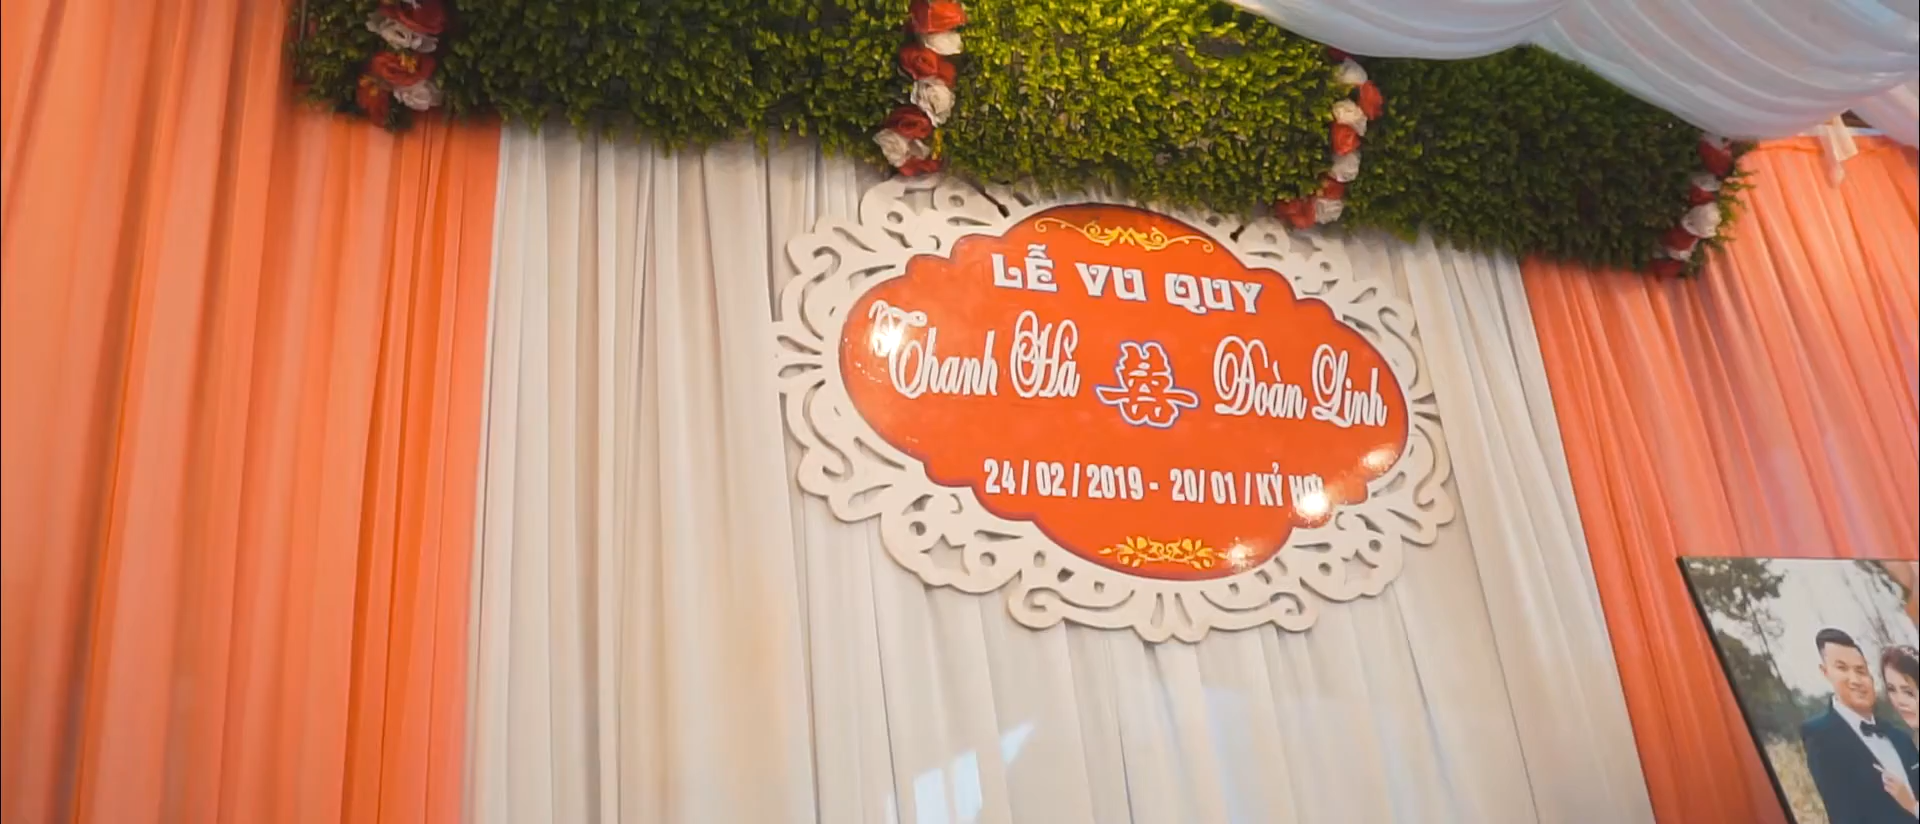 LỄ VU QUY
Thanh Hà 囍 Đoàn Linh
24/02/2019 - 20/01/KỶ HỢI